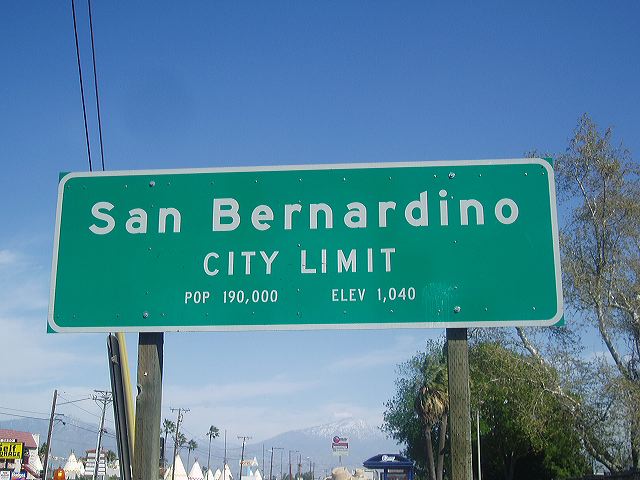 San Bernardino
CITY LIMIT
POP 190,000 ELEV 1,040